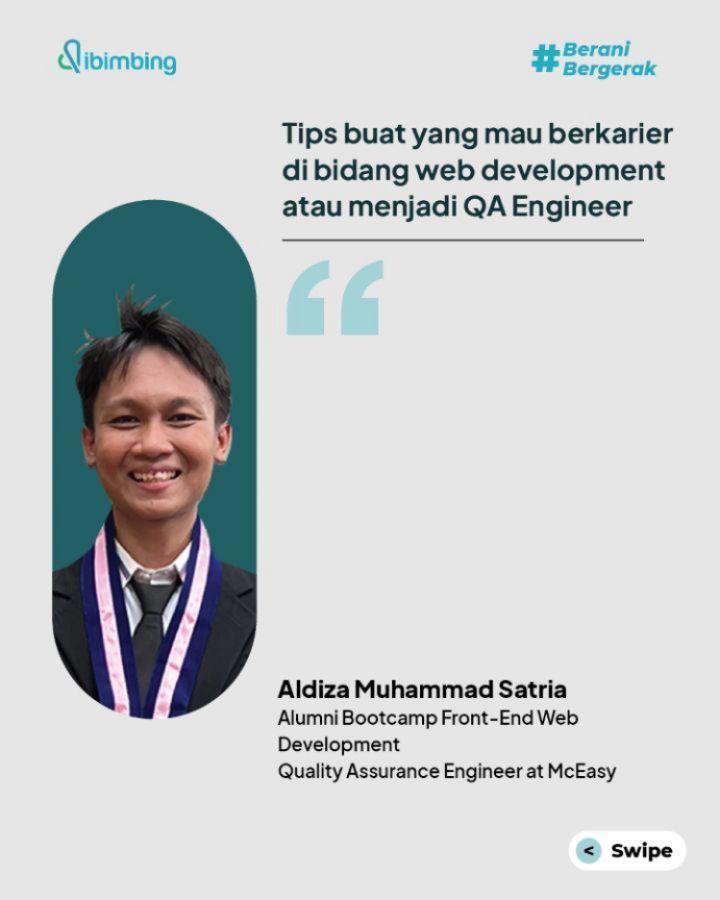 ibimbing
#Berani
Bergerak
Tips buat yang mau berkarier
di bidang web development
atau menjadi QA Engineer
“
Aldiza Muhammad Satria
Alumni Bootcamp Front-End Web
Development
Quality Assurance Engineer at McEasy
< Swipe